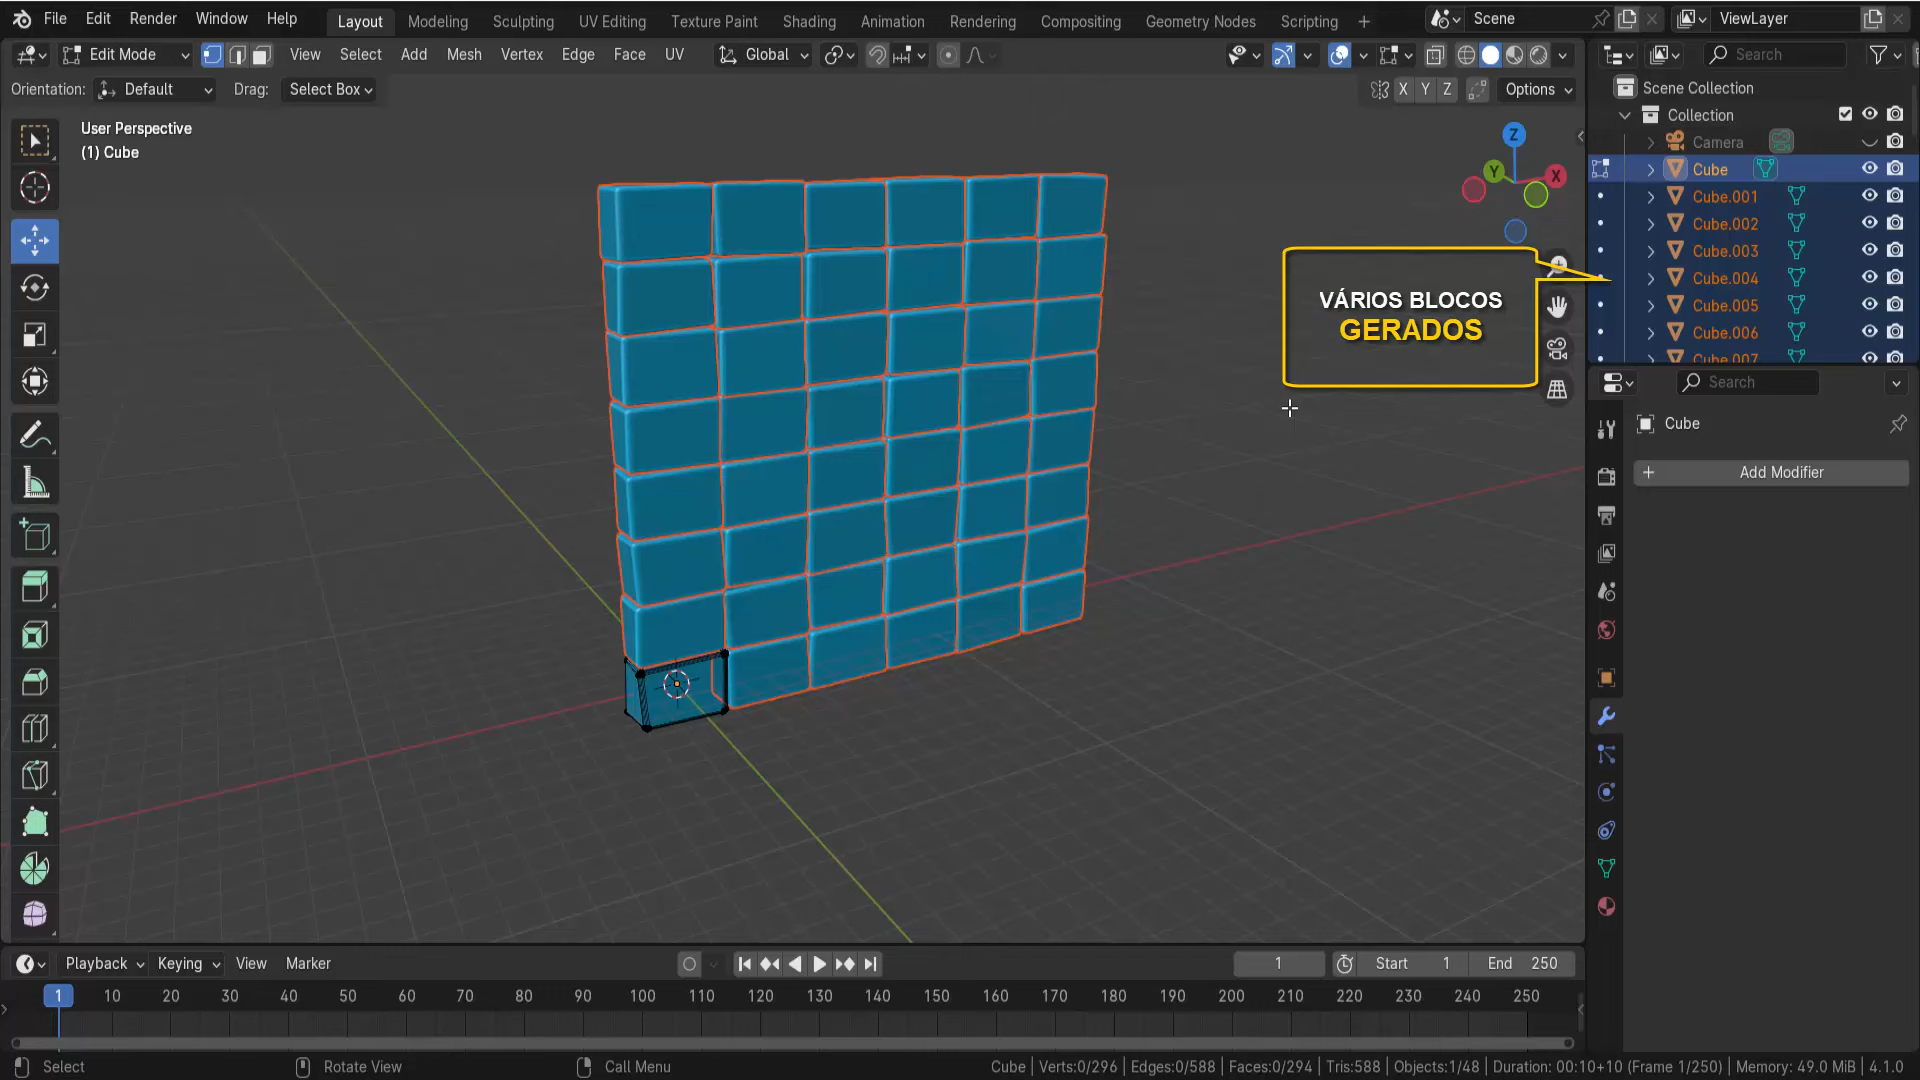 File Edit Render Window Help Layout Modeling Sculpting UV Editing Texture Paint Shading Animation Rendering Compositing Geometry Nodes Scripting + Scene ViewLayer
Edit Mode View Select Add Mesh Vertex Edge Face UV Global Search
Orientation: Default Drag: Select Box X Y Z Options
User Perspective
(1) Cube
Z
Y
X
Scene Collection
Collection
Camera
Cube
Cube.001
Cube.002
Cube.003
Cube.004
Cube.005
Cube.006
Cube.007
VÁRIOS BLOCOS
GERADOS
Search
Cube
+ Add Modifier
Playback Keying View Marker 1 Start 1 End 250
1 10 20 30 40 50 60 70 80 90 100 110 120 130 140 150 160 170 180 190 200 210 220 230 240 250
Select Rotate View Call Menu Cube | Verts:0/296 | Edges:0/588 | Faces:0/294 | Tris:588 | Objects:1/48 | Duration: 00:10+10 (Frame 1/250) | Memory: 49.0 MiB | 4.1.0